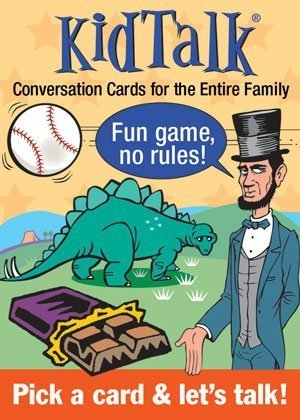 KidTalk®
Conversation Cards for the Entire Family
Fun game,
no rules!
Pick a card & let's talk!